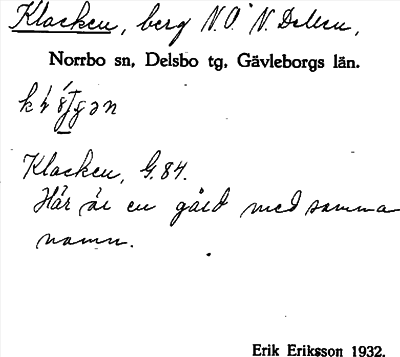 Klacken, berg N.O. N. Dellen,
Norrbo sn, Delsbo tg, Gävleborgs län.
Klacken, G. 84.
Här är en gård med samma
namn.
Erik Eriksson 1932.